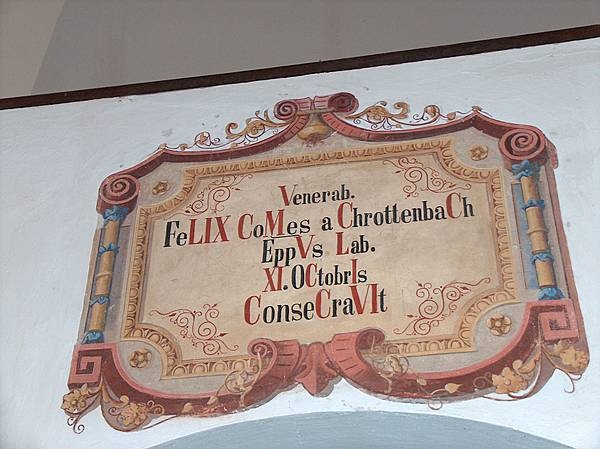 Venerab.
FeLIX CoMes a ChrottenbaCh
EppVs Lab.
XI. OCtobrIs
ConseCraVIt